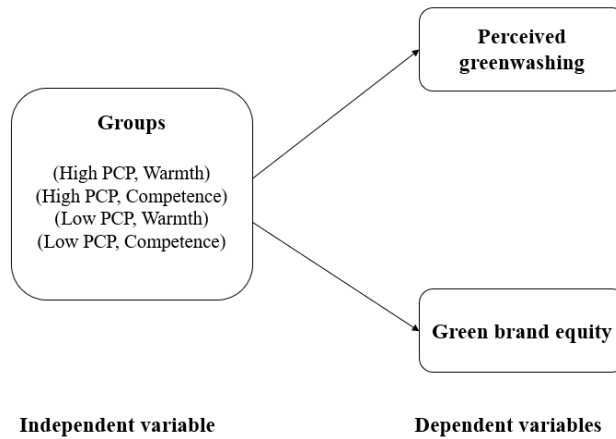 Perceived
greenwashing
Groups
(High PCP, Warmth)
(High PCP, Competence)
(Low PCP, Warmth)
(Low PCP, Competence)
Green brand equity
Independent variable
Dependent variables